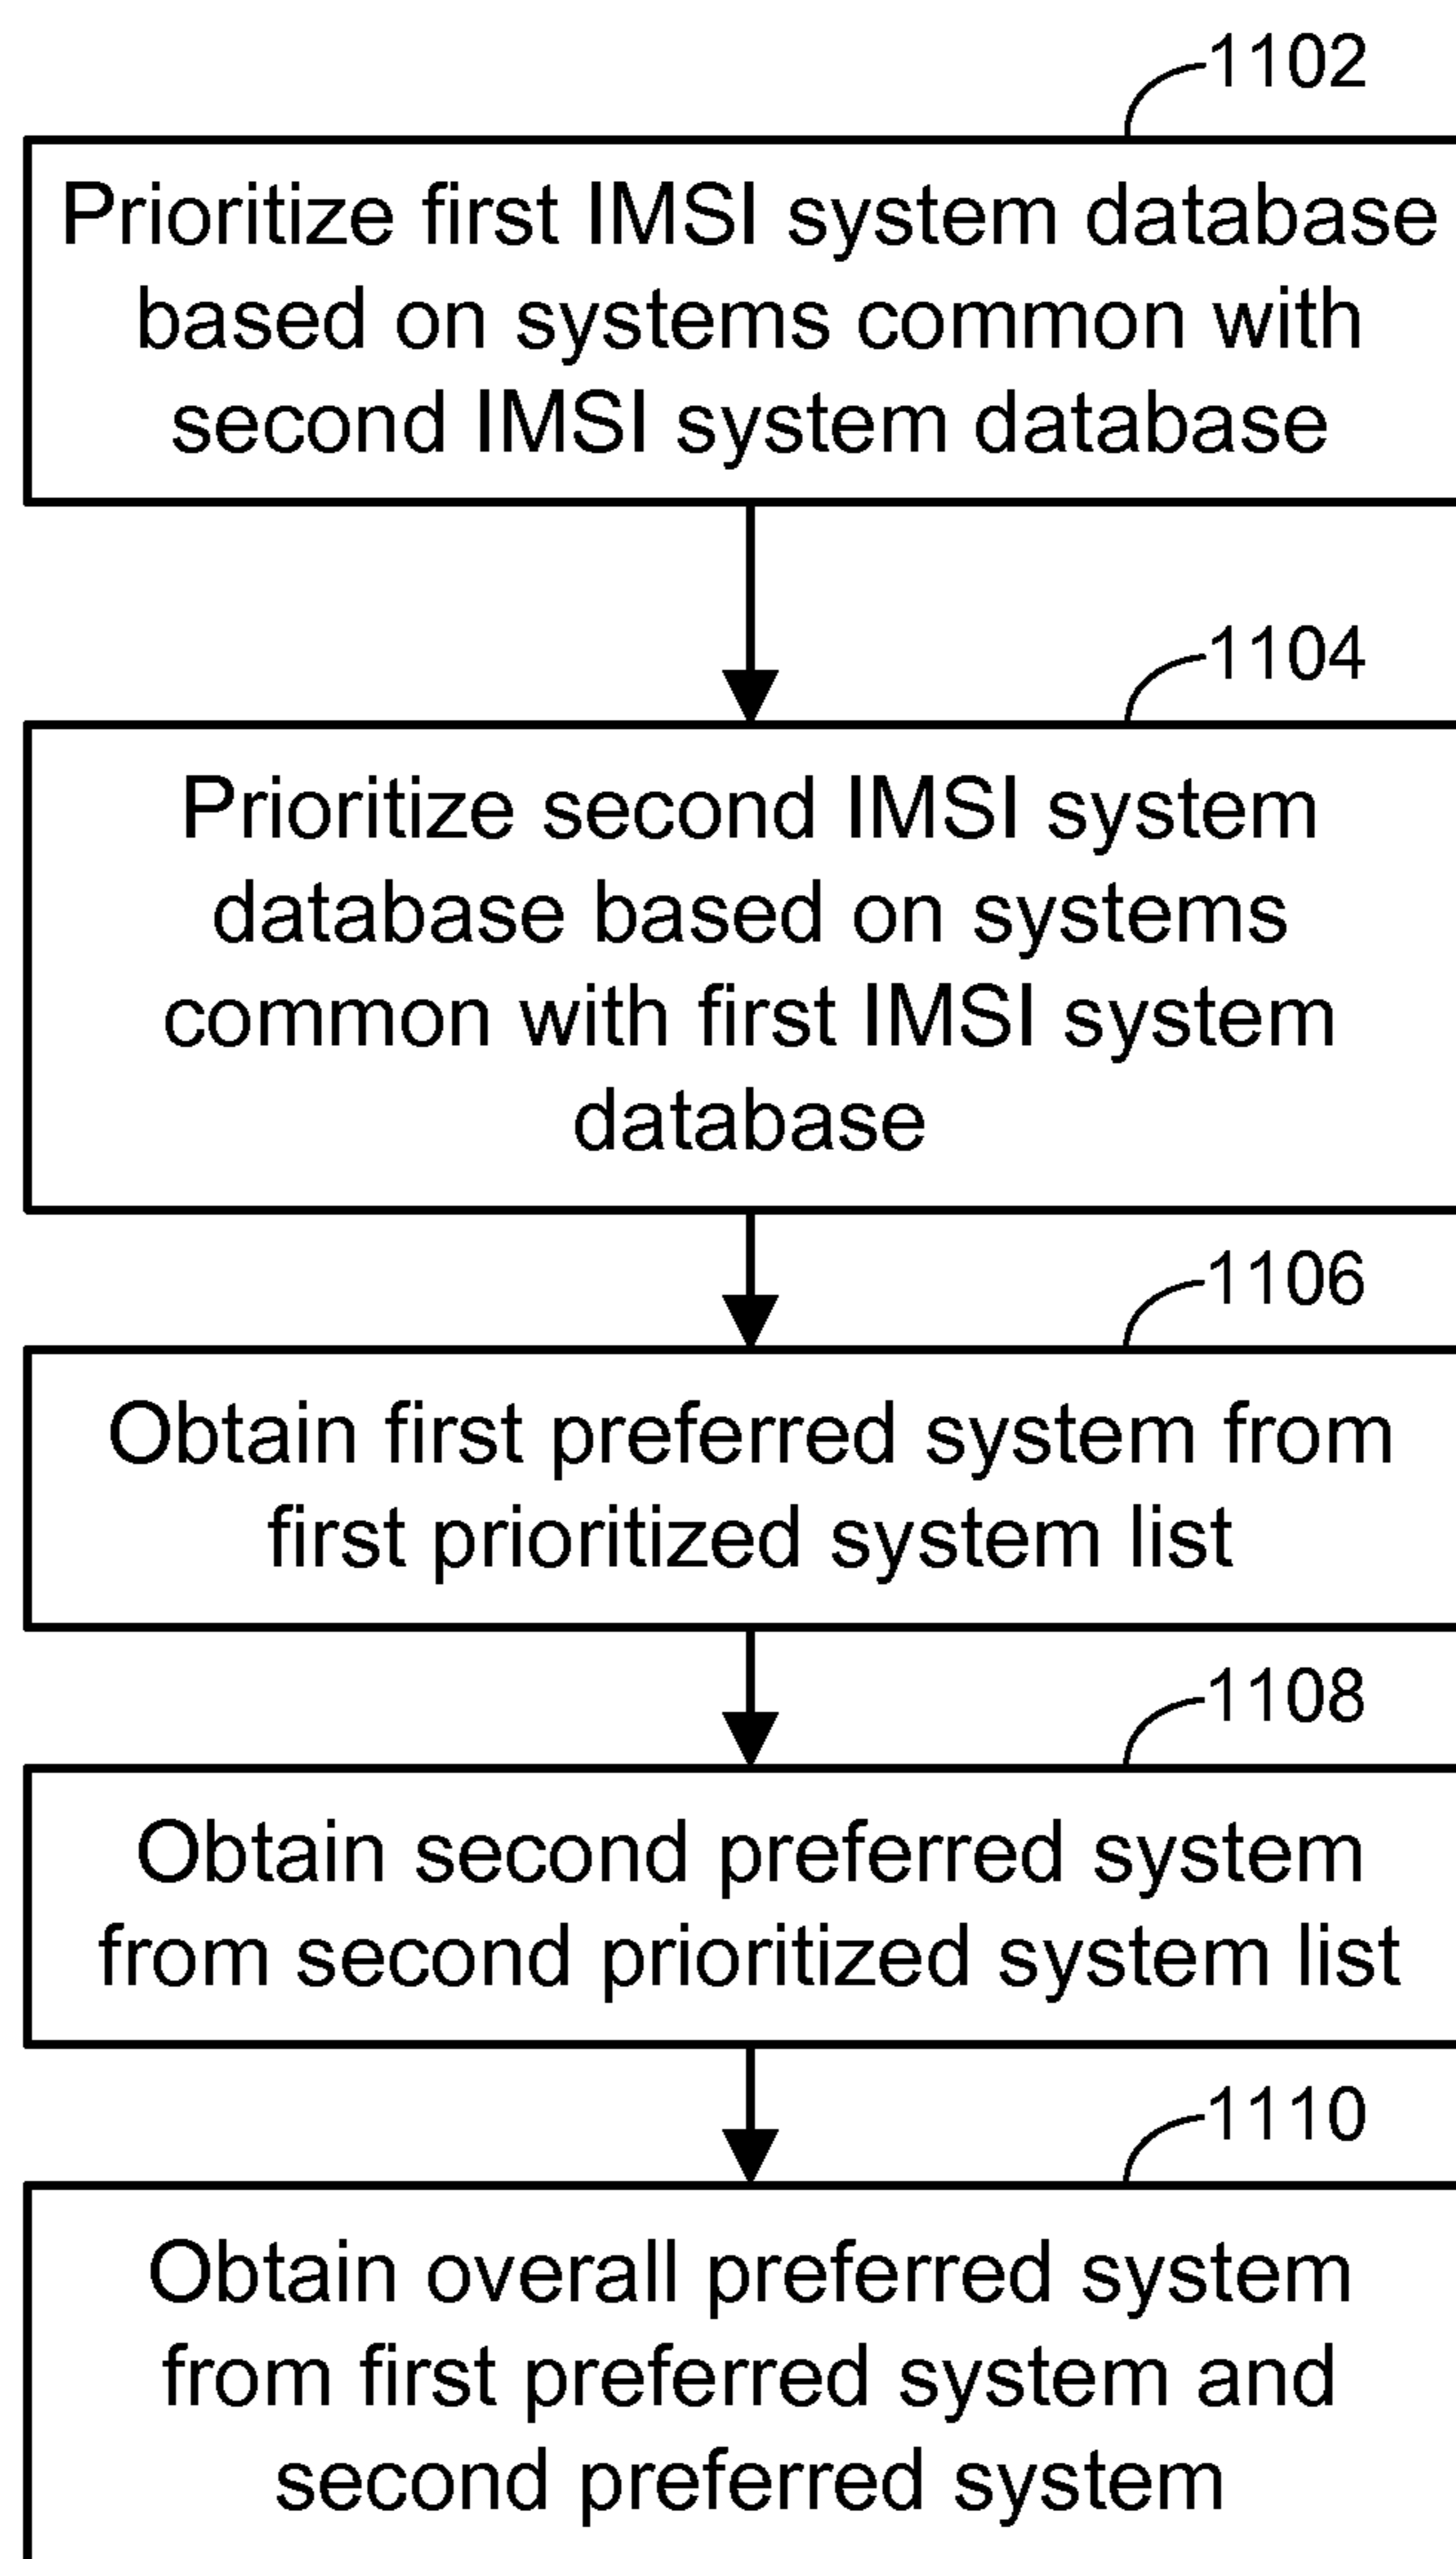 1102
Prioritize first IMSI system database
based on systems common with
second IMSI system database
1104
Prioritize second IMSI system
database based on systems
common with first IMSI system
database
1106
Obtain first preferred system from
first prioritized system list
1108
Obtain second preferred system
from second prioritized system list
1110
Obtain overall preferred system
from first preferred system and
second preferred system